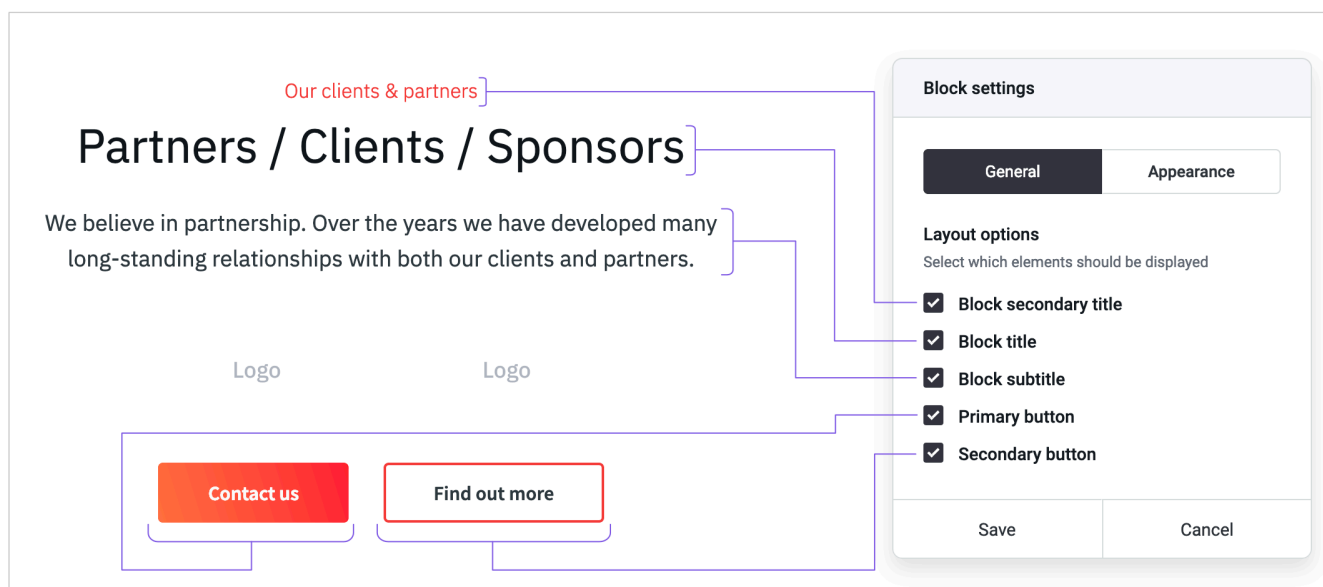 Our clients & partners
Partners / Clients / Sponsors
We believe in partnership. Over the years we have developed many
long-standing relationships with both our clients and partners.
Logo
Logo
Contact us
Find out more
Block settings
General
Appearance
Layout options
Select which elements should be displayed
Block secondary title
Block title
Block subtitle
Primary button
Secondary button
Save
Cancel